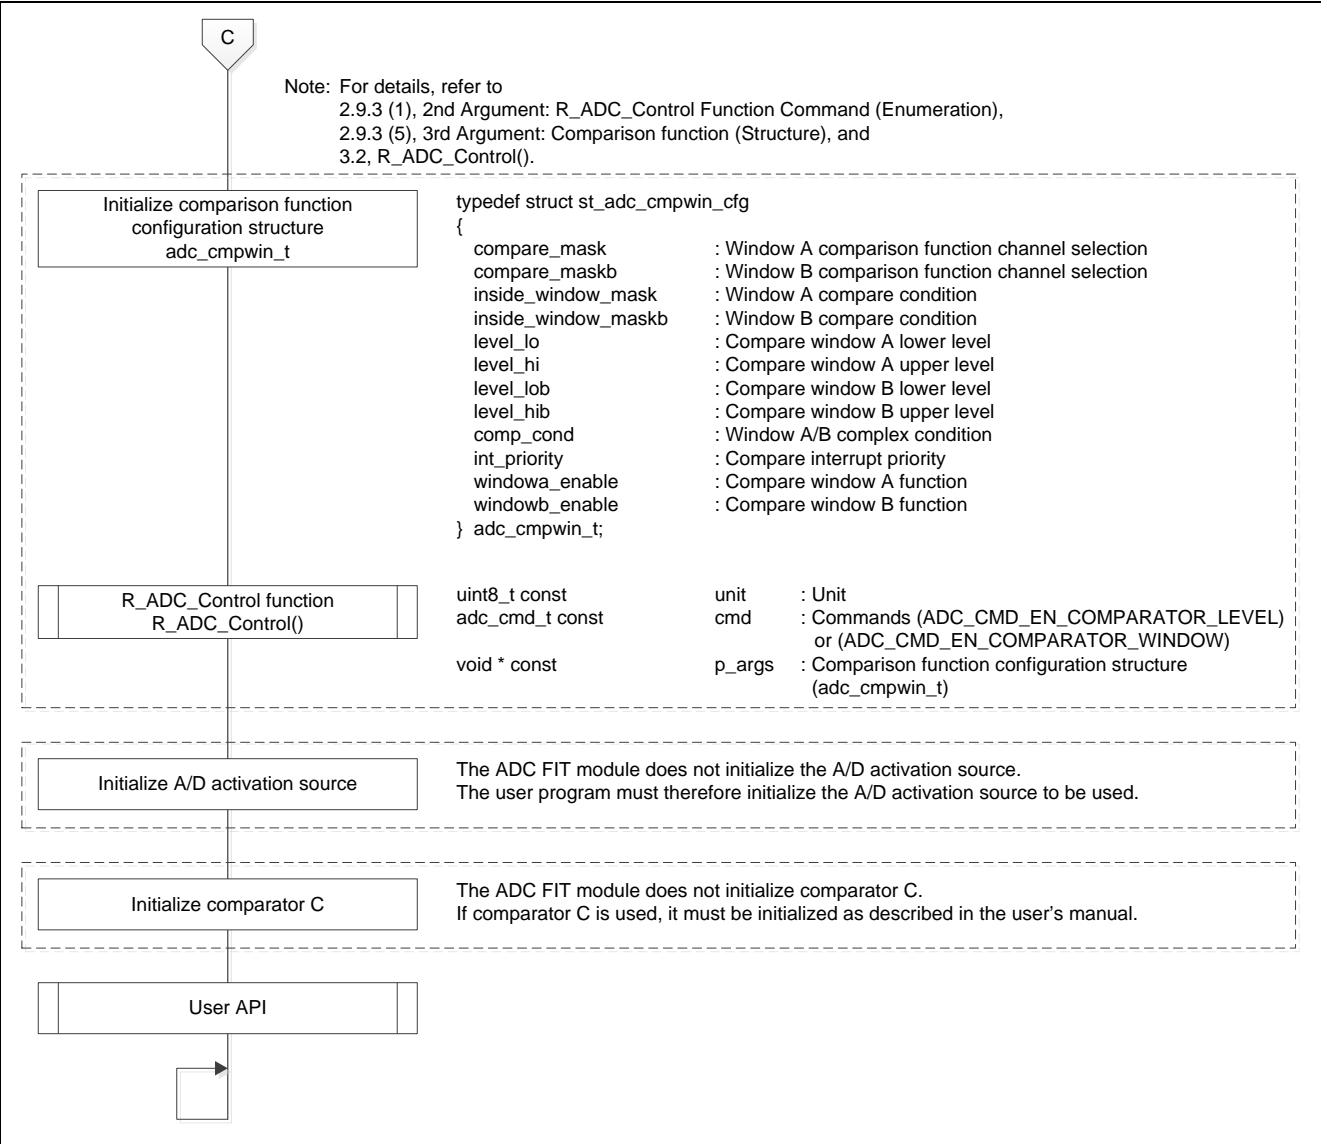 C
Note: For details, refer to
2.9.3 (1), 2nd Argument: R_ADC_Control Function Command (Enumeration),
2.9.3 (5), 3rd Argument: Comparison function (Structure), and
3.2, R_ADC_Control().
Initialize comparison function
configuration structure
adc_cmpwin_t
typedef struct st_adc_cmpwin_cfg
{
compare_mask : Window A comparison function channel selection
compare_maskb : Window B comparison function channel selection
inside_window_mask : Window A compare condition
inside_window_maskb : Window B compare condition
level_lo : Compare window A lower level
level_hi : Compare window A upper level
level_lob : Compare window B lower level
level_hib : Compare window B upper level
comp_cond : Window A/B complex condition
int_priority : Compare interrupt priority
windowa_enable : Compare window A function
windowb_enable : Compare window B function
} adc_cmpwin_t;
R_ADC_Control function
R_ADC_Control()
uint8_t const unit : Unit
adc_cmd_t const cmd : Commands (ADC_CMD_EN_COMPARATOR_LEVEL)
or (ADC_CMD_EN_COMPARATOR_WINDOW)
void * const p_args : Comparison function configuration structure
(adc_cmpwin_t)
Initialize A/D activation source
The ADC FIT module does not initialize the A/D activation source.
The user program must therefore initialize the A/D activation source to be used.
Initialize comparator C
The ADC FIT module does not initialize comparator C.
If comparator C is used, it must be initialized as described in the user's manual.
User API